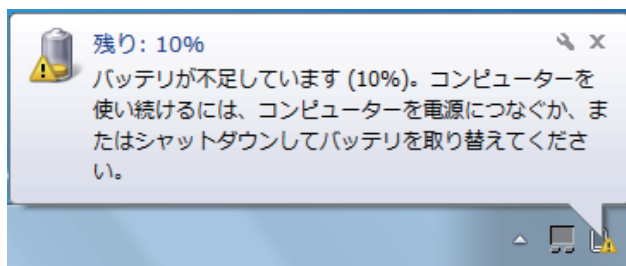 残り: 10%
バッテリが不足しています (10%)。コンピューターを
使い続けるには、コンピューターを電源につなぐか、ま
たはシャットダウンしてバッテリを取り替えてくださ
い。